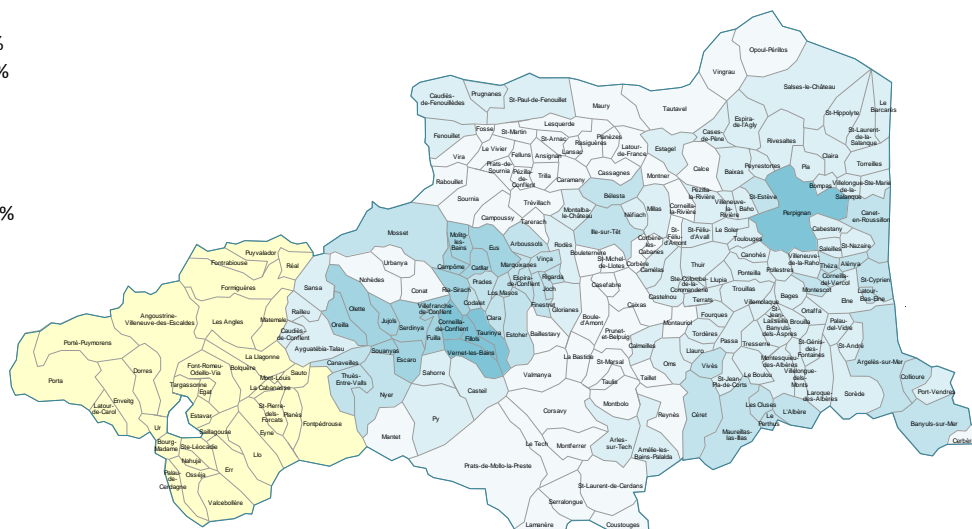 %
%
%
Opoul-Périllos
Vingrau
Salses-le-Château
Caudiès-
de-Fenouillèdes
Prugnanes
St-Paul-de-Fenouillet
Maury
Tautavel
Le
Barcarès
St-Hippolyte
Espira-
de-l'Agly
St-Laurent-
de-la-
Salanque
Fenouillet
Fosse
St-Martin
Lesquerde
St-Arnac
Rasiguères
Planèzes
Cases-
de-Pène
Rivesaltes
Claira
Le Vivier
Felluns
Ansignan
Lansac
Latour-
de-France
Estagel
Vira
Prats-de-
Sournia
Pézilla-
de-
Conflent
Trilla
Caramany
Cassagnes
Montner
Calce
Baixas
Peyrestortes
Pia
Torreilles
Rabouillet
Sournia
Trévillach
Bélesta
Bompas
Villelongue-
de-la-
Salanque
Ste-Marie
Campoussy
Tarerach
Montalba-
le-Château
Néfiach
Millas
Corneilla-
la-Rivière
Pézilla-
la-Rivière
Villeneuve-
la-
Rivière
Baho
St-Estève
Perpignan
Canet-
en-Roussillon
Mosset
Molitg-
les-
Bains
Eus
Arboussols
Rodès
Ille-sur-Têt
St-
Féliu-
d'Amont
St-Féliu-
d'Avall
Le Soler
Toulouges
Cabestany
Saleilles
St-Nazaire
Puyvalador
Réal
Fontrabiouse
Formiguères
Matemale
Les Angles
Sansa
Railleu
Caudiès-
de-Conflent
Nohèdes
Urbanya
Conat
Campôme
Catllar
Marquixanes
Vinça
Bouleternère
St-Michel-
de-Llotes
Corbère-
les-
Cabanes
Corbère
Camélas
Thuir
Canohès
Ponteilla
Pollestres
Villeneuve-
de-la-Raho
Théza
Alénya
Corneilla-
del-Vercol
St-Cyprien
Ria-Sirach
Prades
Los Masos
Espira-
de-Conflent
Rigarda
Joch
Finestret
Glorianes
Casefabre
Caixas
Castelnou
Ste-Colombe-
de-la-
Commanderie
Llupia
Terrats
Trouillas
Villemolaque
Bages
Montescot
Elne
Latour-
Bas-Elne
Angoustrine-
Villeneuve-des-Escaldes
Olette
Oreilla
Jujols
Serdinya
Villefranche-
de-Conflent
Corneilla-
de-Conflent
Codalet
Clara
Taurinya
Fillols
Fuilla
Vernet-les-Bains
Estoher
Baillestavy
Boule-
d'Amont
Prunet-
et-Belpuig
Montauriol
Fourques
Tordères
Passa
Tresserre
St-
Jean-
Lasseille
Banyuls-
dels-Aspres
Brouilla
Ortaffa
Palau-
del-Vidre
St-Génis-
des-
Fontaines
St-André
Argelès-sur-Mer
Collioure
Port-Vendres
Banyuls-sur-Mer
Cerbère
Porté-Puymorens
Porta
Dorres
La Llagonne
Ayguatébia-Talau
Canaveilles
Souanyas
Escaro
Sahorre
Thuès-
Entre-Valls
Nyer
Castell
Valmanya
La Bastide
St-Marsal
Calmeilles
Oms
Llauro
Vivès
Montesquieu-
des-Albères
Villelongue-
dels-
Monts
Laroque-
des-Albères
Sorède
Le Boulou
Font-Romeu-
Odeillo-Via
Bolquère
Targassonne
Egat
Mont-Louis
La Cabanasse
Sauto
Enveitg
Latour-
de-Carol
Ur
Estavar
St-Pierre-
dels-
Forcats
Planès
Fontpédrouse
Saillagouse
Eyne
Llo
Bourg-
Madame
Ste-Léocadie
Nahuja
Osséja
Err
Palau-
de-
Cerdagne
Valcebollère
Py
Mantet
Taulis
Taillet
Montbolo
Corsavy
Reynès
Céret
St-Jean-
Pla-de-Corts
Les Cluses
L'Albère
Le
Perthus
Maureillas-
las-Illas
Le Tech
Montferrer
Arles-
sur-Tech
Amélie-les-
Bains-Palalda
Prats-de-Mollo-la-Preste
St-Laurent-de-Cerdans
Serralongue
Lamanère
Coustouges